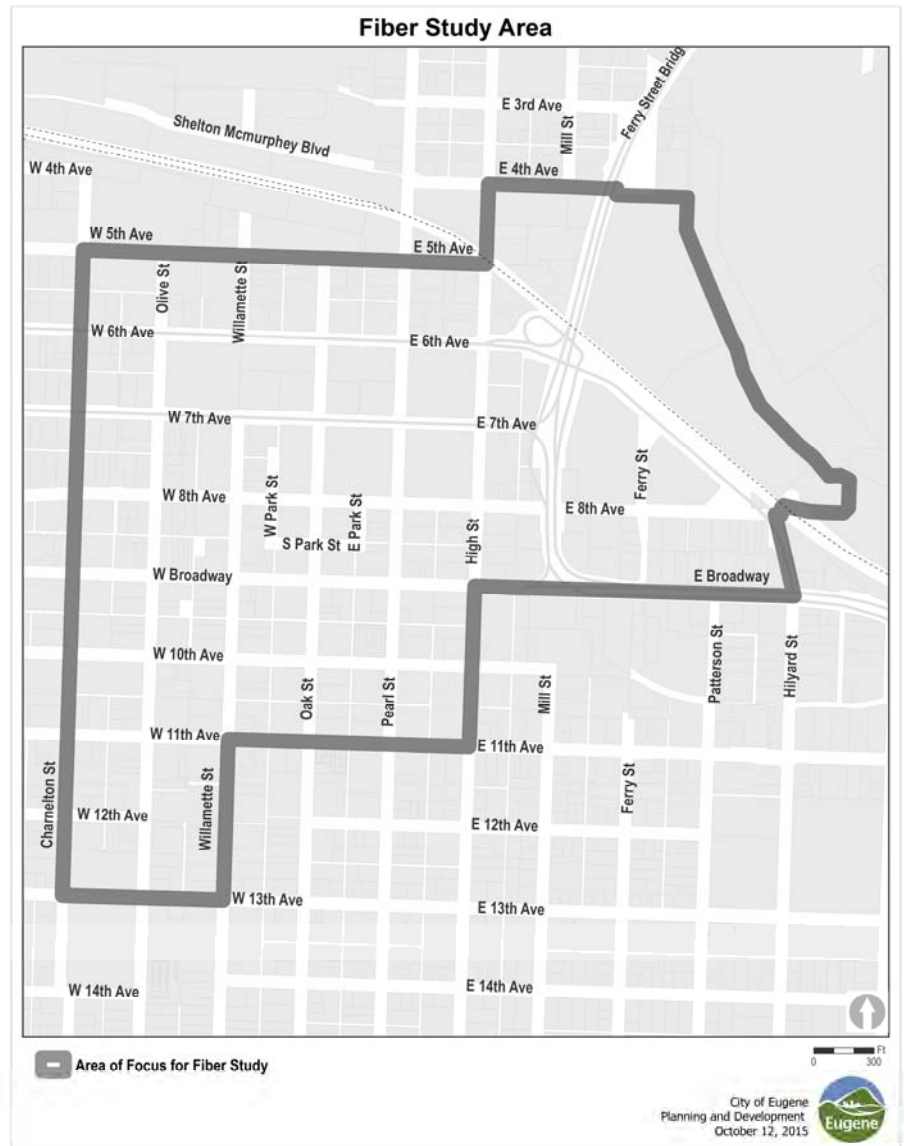 Fiber Study Area
Ferry Street Bridg
E 3rd Ave
Mill St
Shelton Mcmurphey Blvd
W 4th Ave
E 4th Ave
W 5th Ave
E 5th Ave
Olive St
Willamette St
W 6th Ave
E 6th Ave
W 7th Ave
E 7th Ave
W 8th Ave
W Park St
E Park St
S Park St
High St
Ferry St
E 8th Ave
W Broadway
E Broadway
W 10th Ave
Oak St
Pearl St
Mill St
Patterson St
Hilyard St
W 11th Ave
E 11th Ave
Charnelton St
Willamette St
Ferry St
W 12th Ave
E 12th Ave
W 13th Ave
E 13th Ave
W 14th Ave
E 14th Ave
Area of Focus for Fiber Study
Ft
0 300
City of Eugene
Planning and Development
October 12, 2015
Eugene